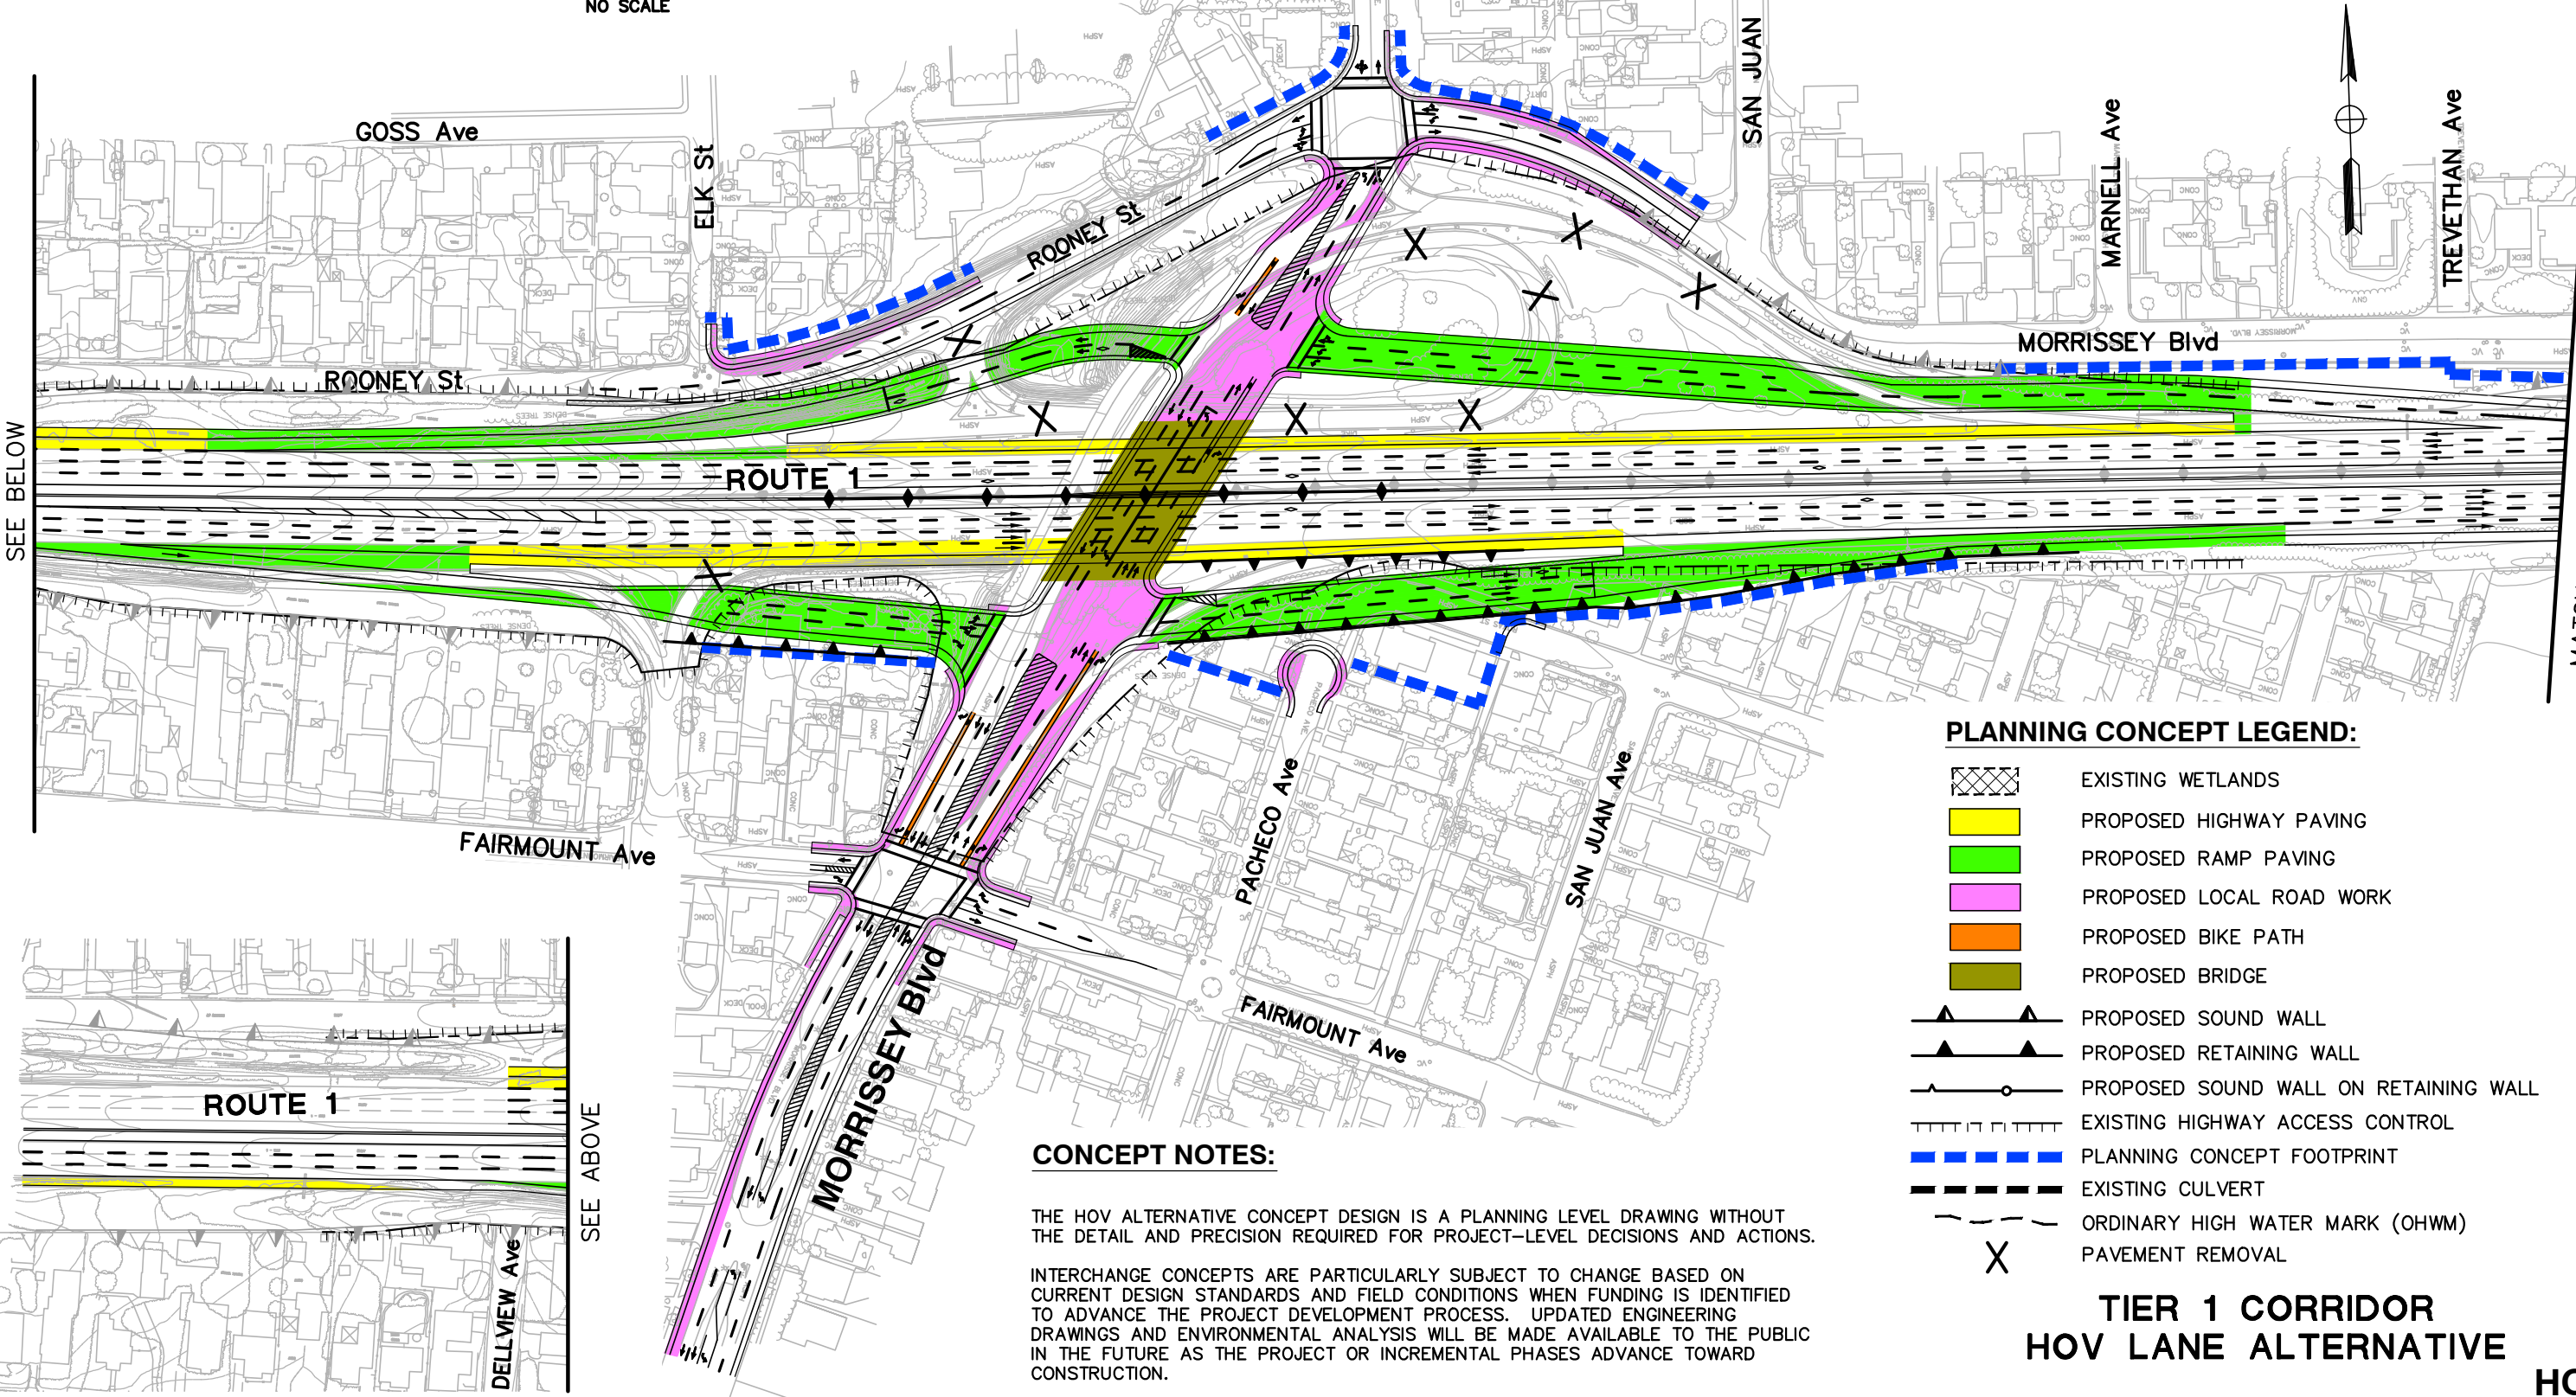 NO SCALE
SAN JUAN
GOSS Ave
ELK St
ROONEY St
MARNELL Ave
TREVETHAN Ave
MORRISSEY Blvd
ROONEY St
SEE BELOW
ROUTE 1
FAIRMOUNT Ave
PACHECO Ave
SAN JUAN Ave
FAIRMOUNT Ave
MORRISSEY Blvd
ROUTE 1
SEE ABOVE
DELLVIEW Ave
PLANNING CONCEPT LEGEND:
EXISTING WETLANDS
PROPOSED HIGHWAY PAVING
PROPOSED RAMP PAVING
PROPOSED LOCAL ROAD WORK
PROPOSED BIKE PATH
PROPOSED BRIDGE
PROPOSED SOUND WALL
PROPOSED RETAINING WALL
PROPOSED SOUND WALL ON RETAINING WALL
EXISTING HIGHWAY ACCESS CONTROL
PLANNING CONCEPT FOOTPRINT
EXISTING CULVERT
ORDINARY HIGH WATER MARK (OHWM)
PAVEMENT REMOVAL
CONCEPT NOTES:
THE HOV ALTERNATIVE CONCEPT DESIGN IS A PLANNING LEVEL DRAWING WITHOUT
THE DETAIL AND PRECISION REQUIRED FOR PROJECT–LEVEL DECISIONS AND ACTIONS.
INTERCHANGE CONCEPTS ARE PARTICULARLY SUBJECT TO CHANGE BASED ON
CURRENT DESIGN STANDARDS AND FIELD CONDITIONS WHEN FUNDING IS IDENTIFIED
TO ADVANCE THE PROJECT DEVELOPMENT PROCESS. UPDATED ENGINEERING
DRAWINGS AND ENVIRONMENTAL ANALYSIS WILL BE MADE AVAILABLE TO THE PUBLIC
IN THE FUTURE AS THE PROJECT OR INCREMENTAL PHASES ADVANCE TOWARD
CONSTRUCTION.
TIER 1 CORRIDOR
HOV LANE ALTERNATIVE